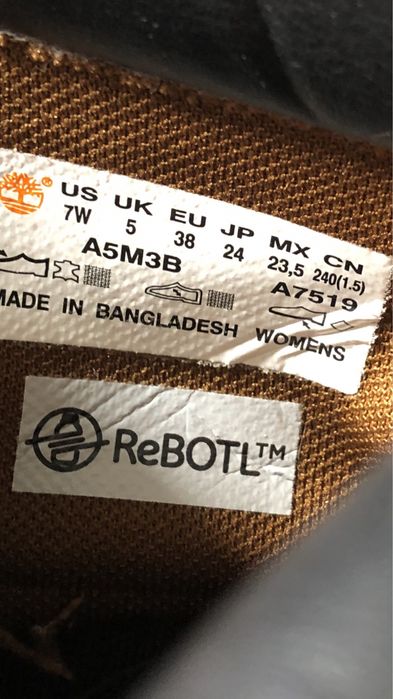 US UK EU JP MX CN
7W 5 38 24 23,5 240(1.5)
A5M3B A7519
MADE IN BANGLADESH WOMENS
ReBOTL™